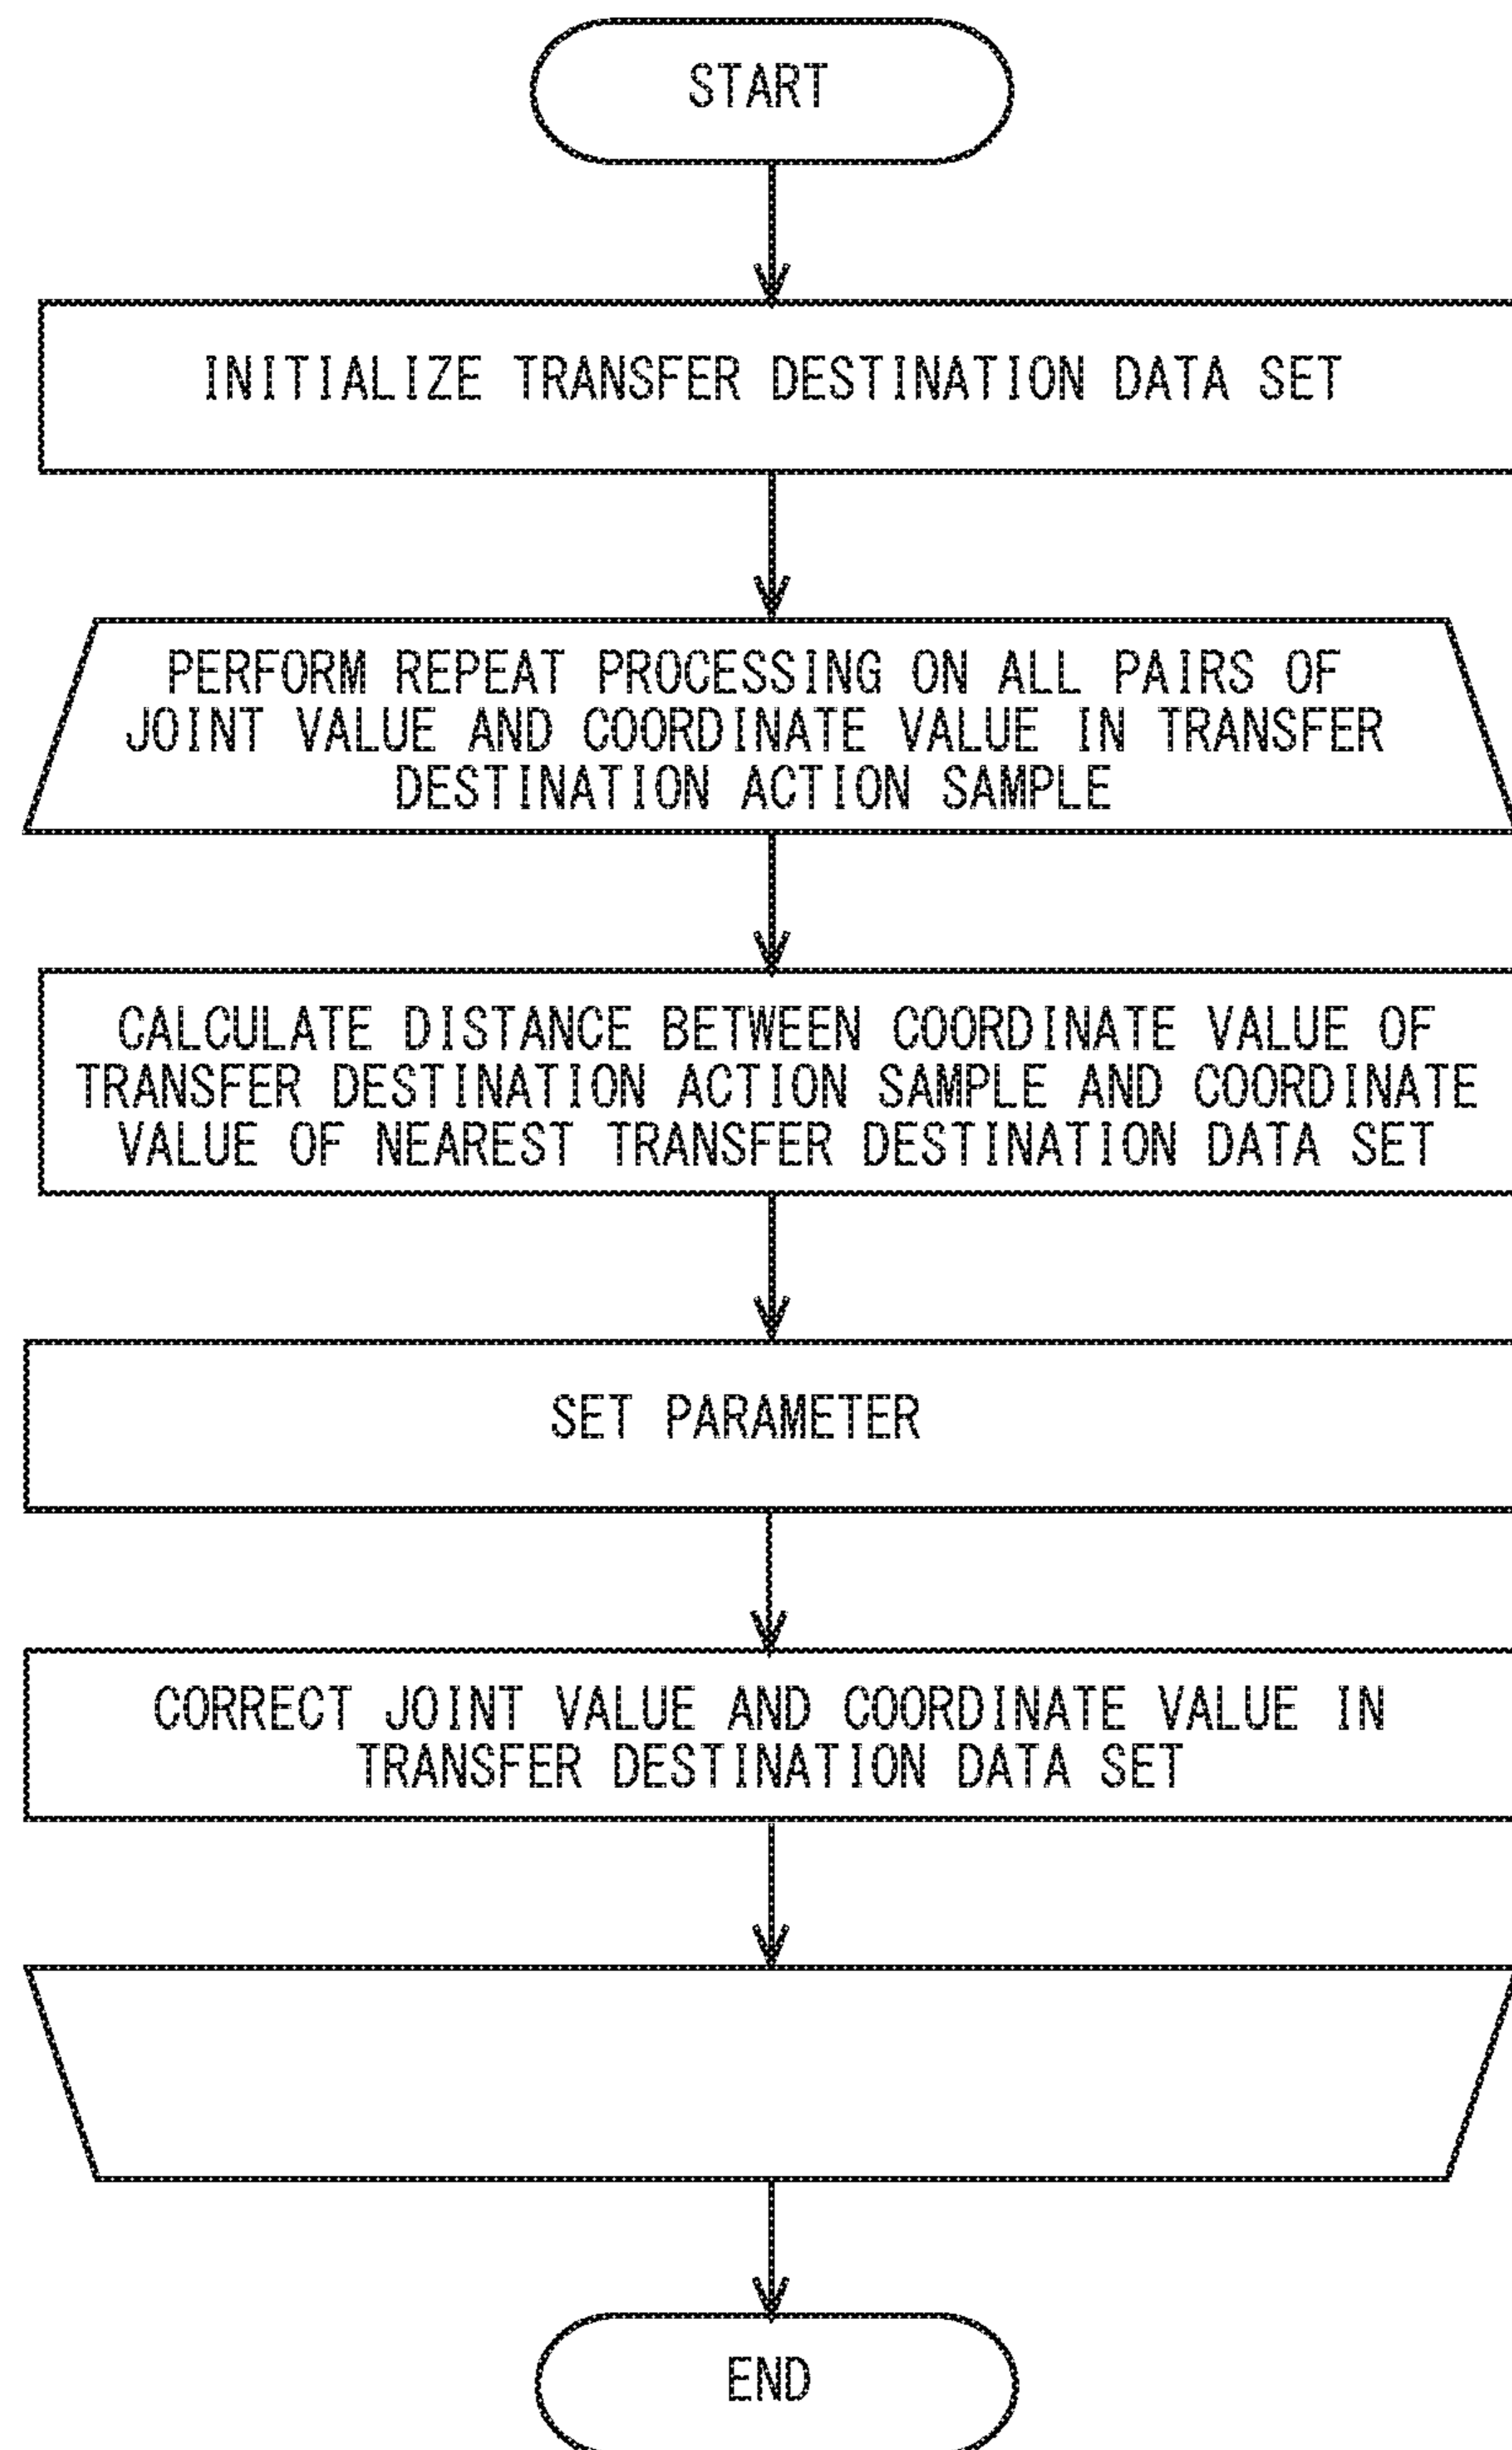 START
INITIALIZE TRANSFER DESTINATION DATA SET
PERFORM REPEAT PROCESSING ON ALL PAIRS OF
JOINT VALUE AND COORDINATE VALUE IN TRANSFER
DESTINATION ACTION SAMPLE
CALCULATE DISTANCE BETWEEN COORDINATE VALUE OF
TRANSFER DESTINATION ACTION SAMPLE AND COORDINATE
VALUE OF NEAREST TRANSFER DESTINATION DATA SET
SET PARAMETER
CORRECT JOINT VALUE AND COORDINATE VALUE IN
TRANSFER DESTINATION DATA SET
END